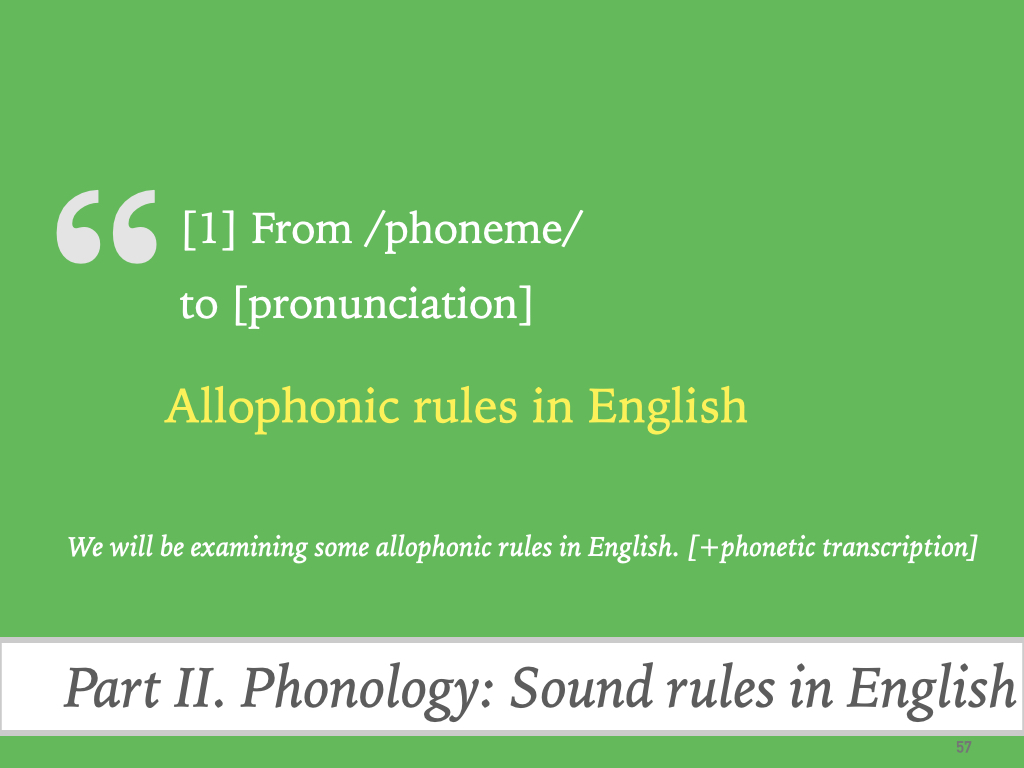 “
[1] From /phoneme/
to [pronunciation]
Allophonic rules in English
We will be examining some allophonic rules in English. [+phonetic transcription]
Part II. Phonology: Sound rules in English
57